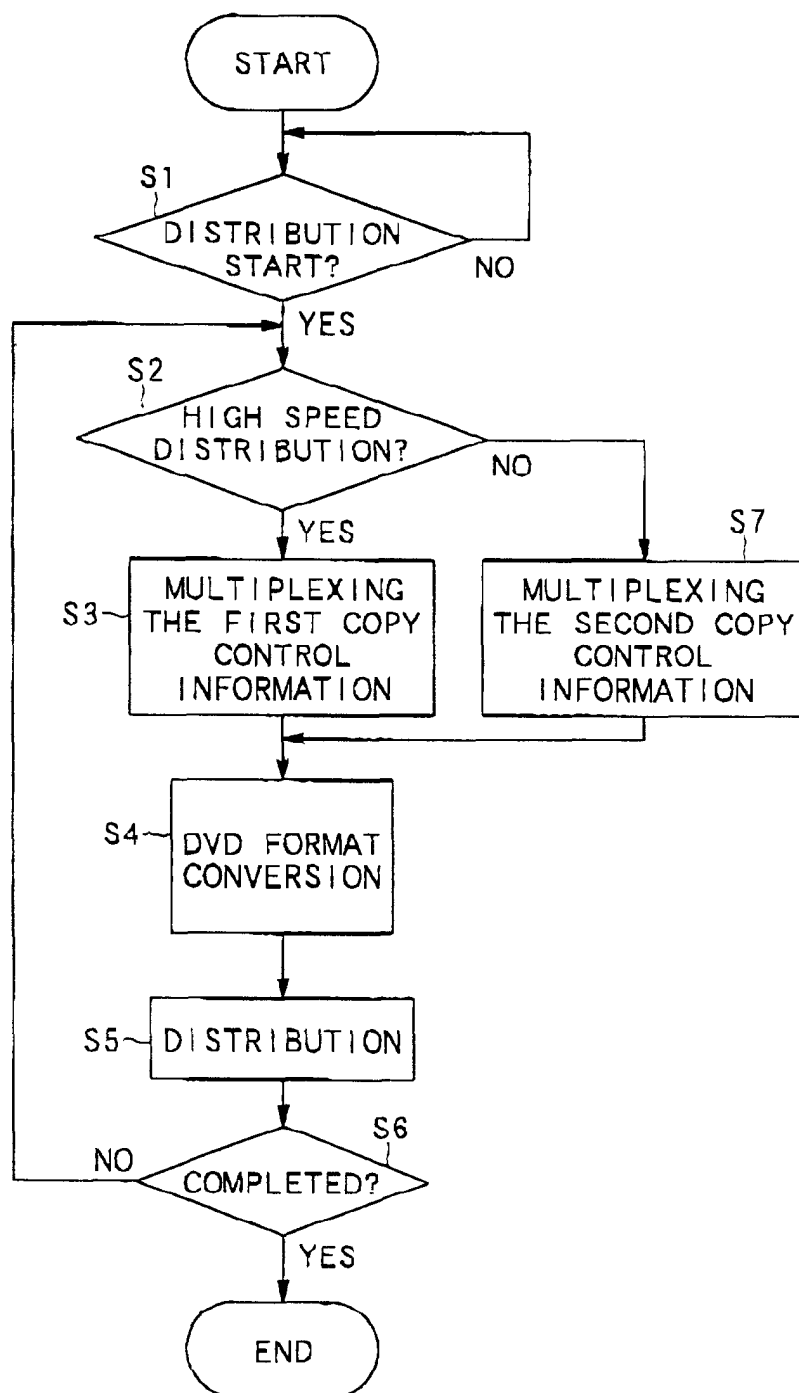 START
S1
DISTRIBUTION
START?
NO
YES
S2
HIGH SPEED
DISTRIBUTION?
NO
YES
S7
S3
MULTIPLEXING
THE FIRST COPY
CONTROL
INFORMATION
MULTIPLEXING
THE SECOND COPY
CONTROL
INFORMATION
S4
DVD FORMAT
CONVERSION
S5
DISTRIBUTION
S6
NO
COMPLETED?
YES
END